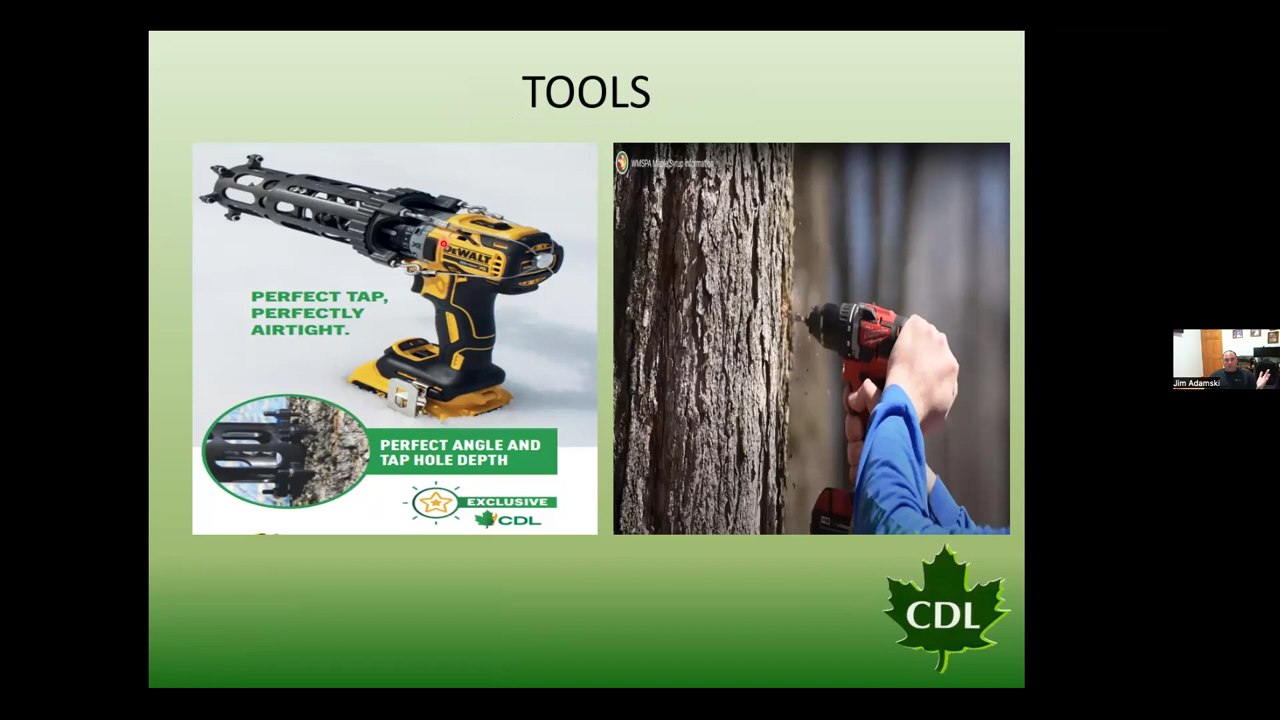 TOOLS
WMSPA Maple Syrup Information
DEWALT
PERFECT TAP,
PERFECTLY
AIRTIGHT.
PERFECT ANGLE AND
TAP HOLE DEPTH
EXCLUSIVE
CDL
CDL
Jim Adamski